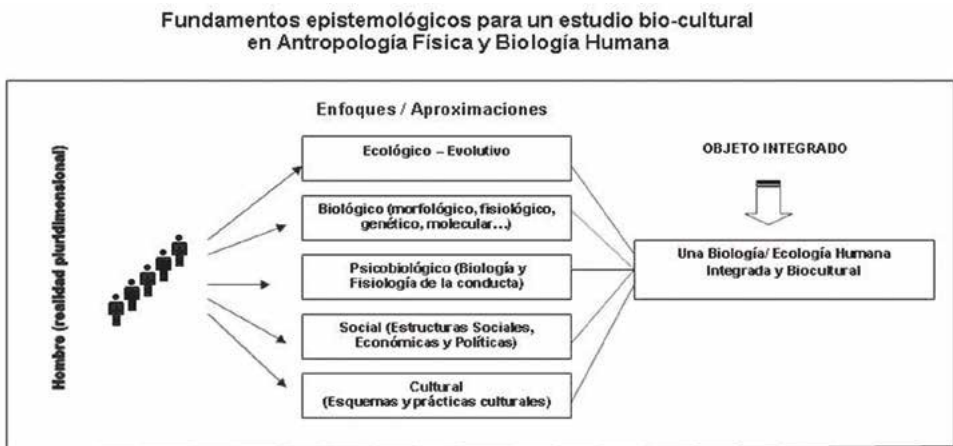 Fundamentos epistemológicos para un estudio bio-cultural
en Antropología Física y Biología Humana
Hombre (realidad pluridimensional)
Enfoques / Aproximaciones
Ecológico – Evolutivo
Biológico (morfológico, fisiológico,
genético, molecular...)
Psicobiológico (Biología y
Fisiología de la conducta)
Social (Estructuras Sociales,
Económicas y Políticas)
Cultural
(Esquemas y prácticas culturales)
OBJETO INTEGRADO
Una Biología/ Ecología Humana
Integrada y Biocultural